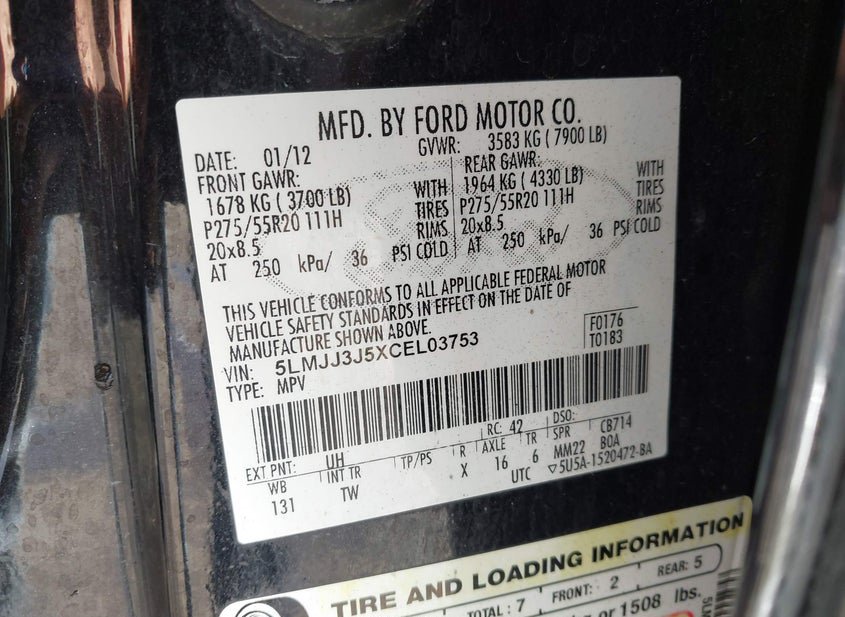 MFD. BY FORD MOTOR CO.
DATE: 01/12 GVWR: 3583 KG ( 7900 LB)
FRONT GAWR: REAR GAWR:
1678 KG ( 3700 LB) WITH 1964 KG ( 4330 LB) WITH
P275/55R20 111H TIRES P275/55R20 111H TIRES
20x8.5 RIMS 20x8.5 RIMS
AT 250 kPa/ 36 PSI COLD AT 250 kPa/ 36 PSI COLD
THIS VEHICLE CONFORMS TO ALL APPLICABLE FEDERAL MOTOR
VEHICLE SAFETY STANDARDS IN EFFECT ON THE DATE OF
MANUFACTURE SHOWN ABOVE.
VIN: 5LMJJ3J5XCEL03753
TYPE: MPV
F0176
T0183
EXT PNT: UH RC: 42 DSO:
WB INT TR TP/PS R AXLE TR SPR CB714
131 TW X 16 6 MM22 BOA
UTC ▽5U5A-1520472-BA
TIRE AND LOADING INFORMATION
TOTAL : 7 FRONT: 2 REAR: 5
or 1508 lbs.
5LM